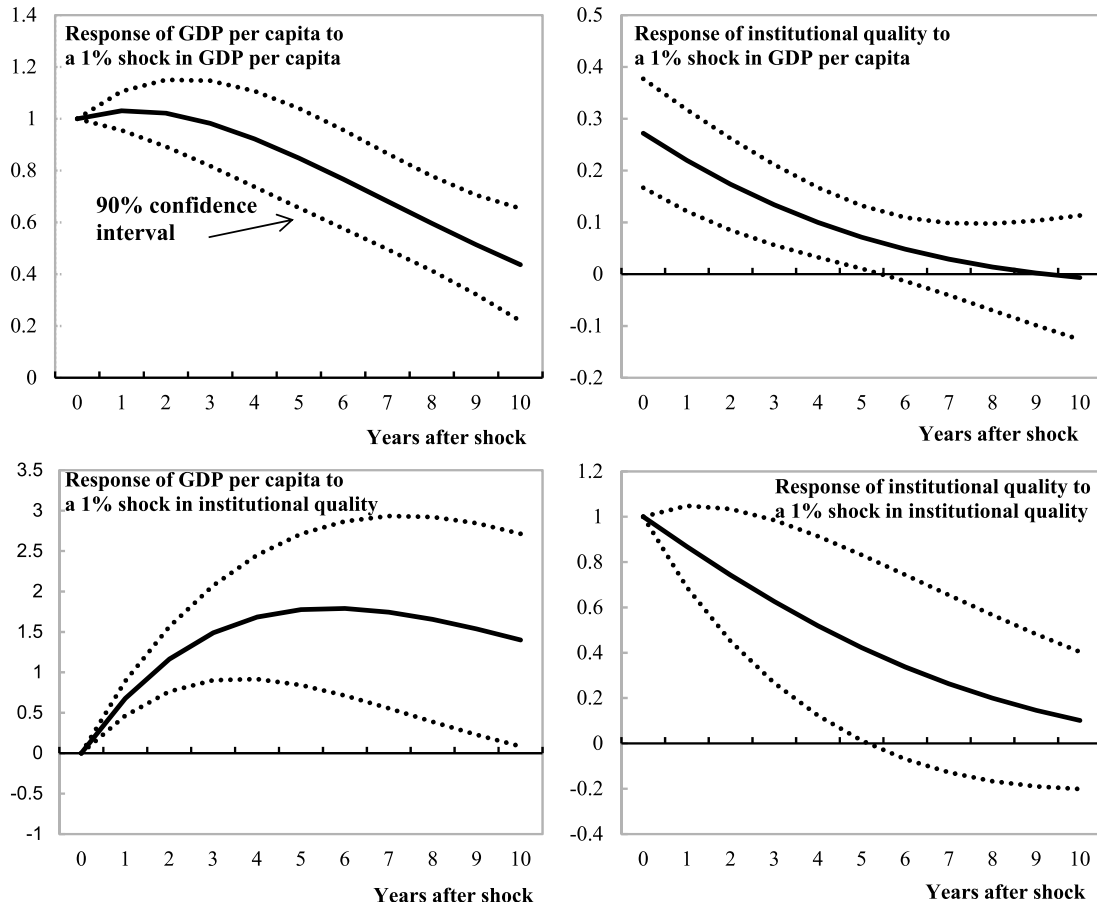 Response of GDP per capita to
a 1% shock in GDP per capita
1.4
1.2
1
0.8
0.6
0.4
0.2
0
90% confidence
interval
0 1 2 3 4 5 6 7 8 9 10
Years after shock
Response of institutional quality to
a 1% shock in GDP per capita
0.5
0.4
0.3
0.2
0.1
0
-0.1
-0.2
0 1 2 3 4 5 6 7 8 9 10
Years after shock
Response of GDP per capita to
a 1% shock in institutional quality
3.5
3
2.5
2
1.5
1
0.5
0
-0.5
-1
0 1 2 3 4 5 6 7 8 9 10
Years after shock
Response of institutional quality to
a 1% shock in institutional quality
1.2
1
0.8
0.6
0.4
0.2
0
-0.2
-0.4
0 1 2 3 4 5 6 7 8 9 10
Years after shock